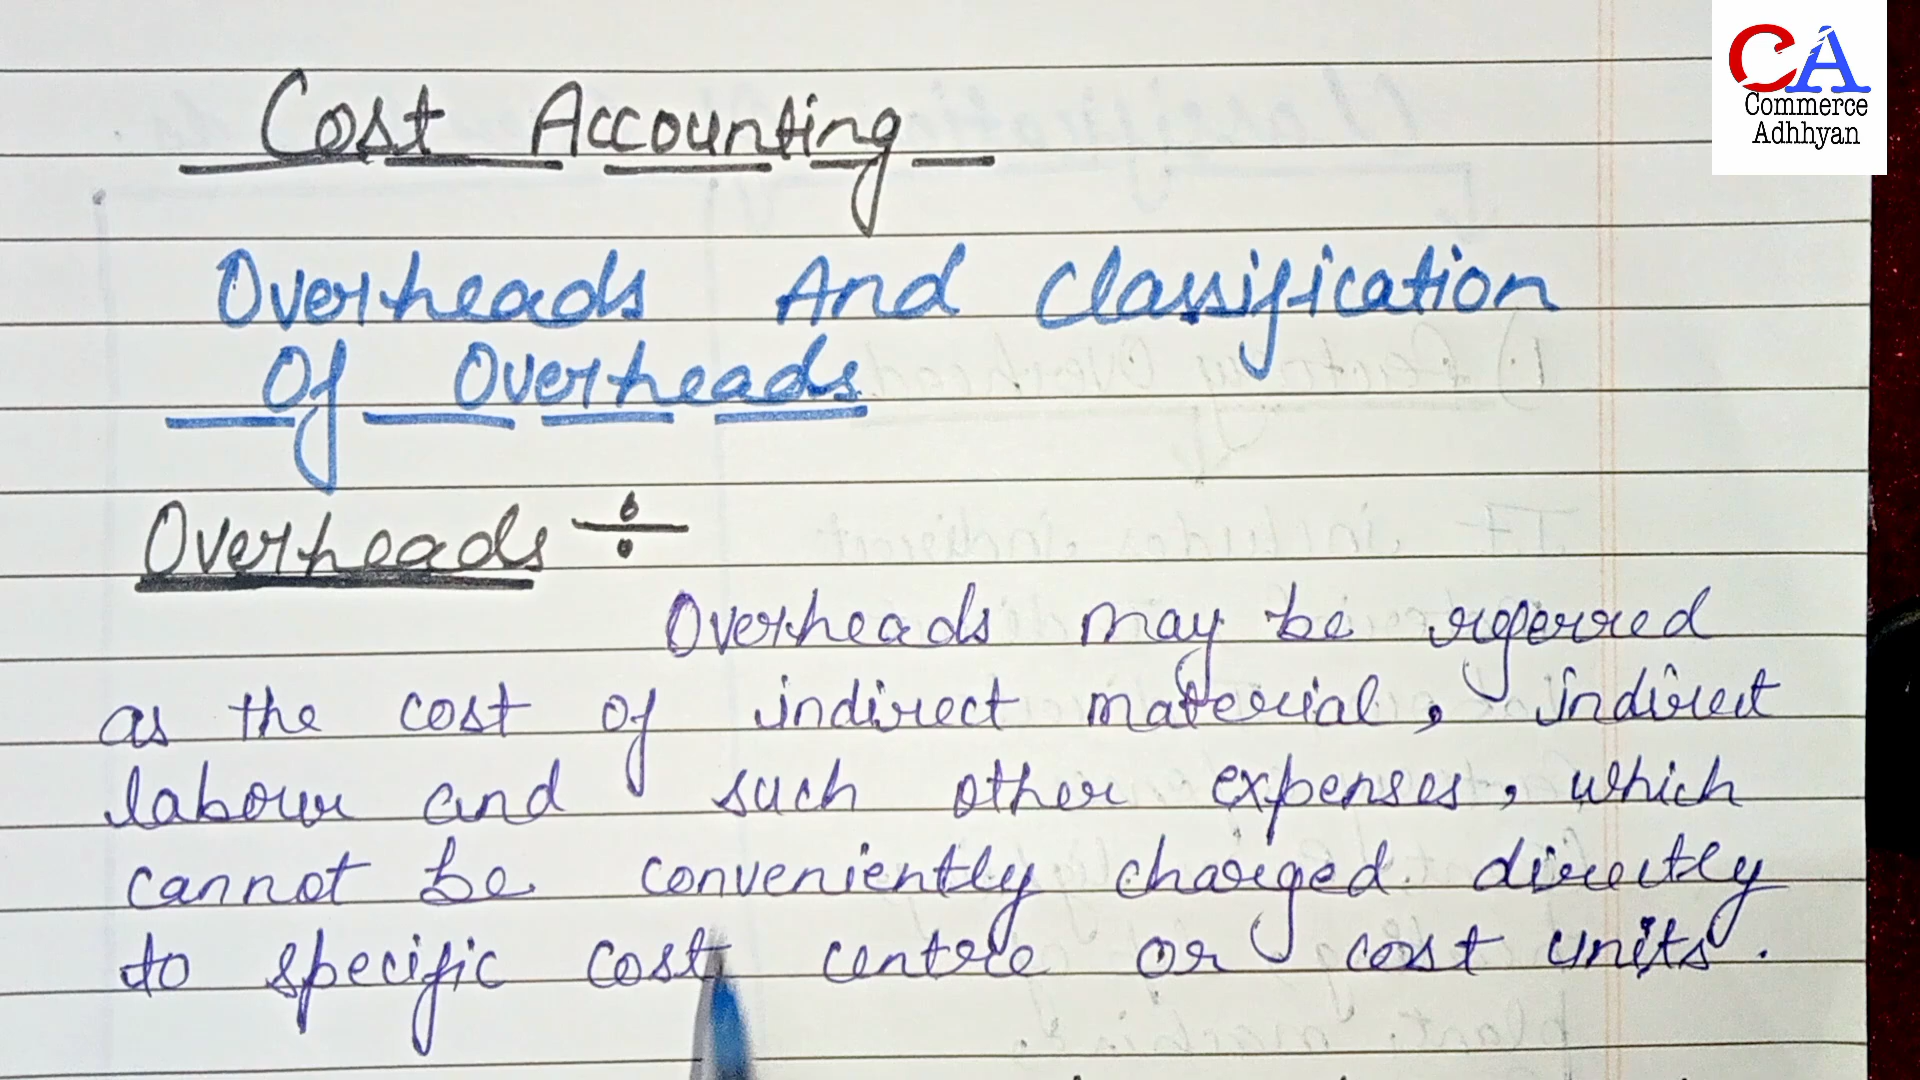 CA
Commerce
Adhhyan
Cost Accounting
Overheads And Classification
Of Overheads
Overheads ÷
Overheads may be referred
as the cost of indirect material, indirect
labour and such other expenses, which
cannot be conveniently charged directly
to specific cost centre or cost units.